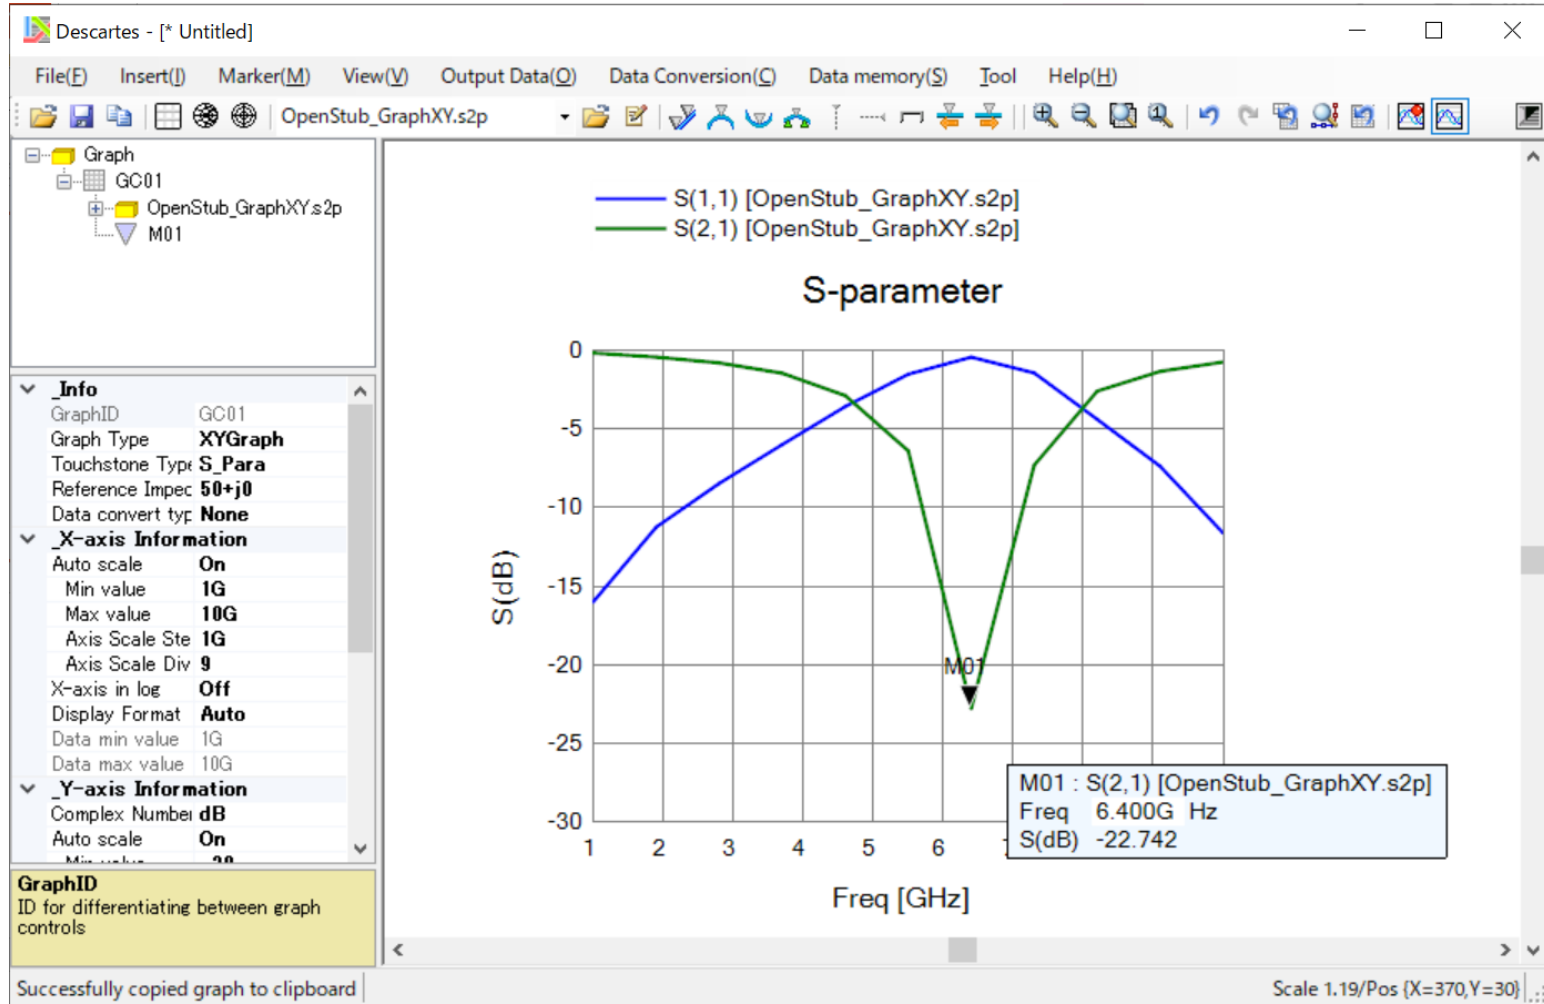 Descartes - [* Untitled]
File(F) Insert(I) Marker(M) View(V) Output Data(O) Data Conversion(C) Data memory(S) Tool Help(H)
OpenStub_GraphXY.s2p
Graph
GC01
OpenStub_GraphXY.s2p
M01
_Info
GraphID GC01
Graph Type XYGraph
Touchstone Type S_Para
Reference Impec 50+j0
Data convert typ None
_X-axis Information
Auto scale On
Min value 1G
Max value 10G
Axis Scale Ste 1G
Axis Scale Div 9
X-axis in log Off
Display Format Auto
Data min value 1G
Data max value 10G
_Y-axis Information
Complex Number dB
Auto scale On
GraphID
ID for differentiating between graph
controls
S(1,1) [OpenStub_GraphXY.s2p]
S(2,1) [OpenStub_GraphXY.s2p]
S-parameter
0
-5
-10
-15
-20
-25
-30
S(dB)
M01
1 2 3 4 5 6
Freq [GHz]
M01 : S(2,1) [OpenStub_GraphXY.s2p]
Freq 6.400G Hz
S(dB) -22.742
Successfully copied graph to clipboard
Scale 1.19/Pos {X=370,Y=30}